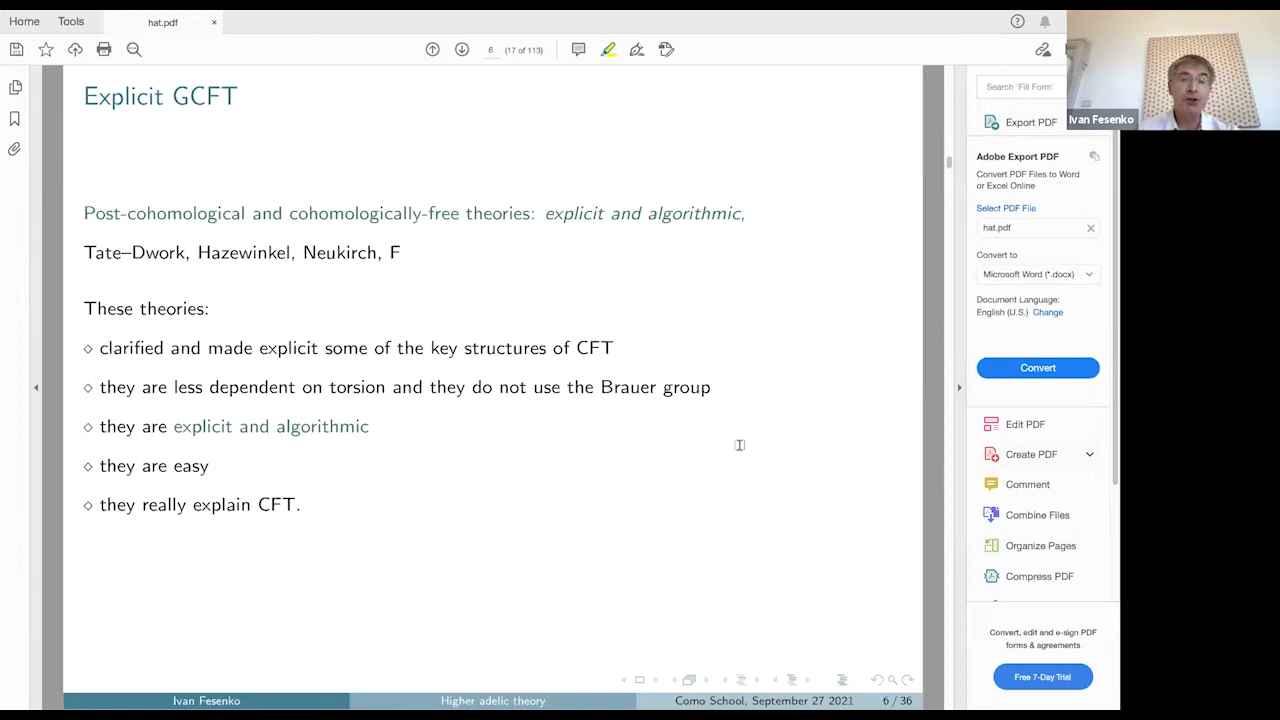 Home
Tools
hat.pdf
×
6
(17 of 113)
Explicit GCFT
Post-cohomological and cohomologically-free theories: explicit and algorithmic,
Tate–Dwork, Hazewinkel, Neukirch, F
These theories:
⋄ clarified and made explicit some of the key structures of CFT
⋄ they are less dependent on torsion and they do not use the Brauer group
⋄ they are explicit and algorithmic
⋄ they are easy
⋄ they really explain CFT.
Ivan Fesenko
Higher adelic theory
Como School, September 27 2021
6 / 36
Search 'Fill Form'
Export PDF
Adobe Export PDF
Convert PDF Files to Word
or Excel Online
Select PDF File
hat.pdf
Convert to
Microsoft Word (*.docx)
Document Language:
English (U.S.) Change
Convert
Edit PDF
Create PDF
Comment
Combine Files
Organize Pages
Compress PDF
Convert, edit and e-sign PDF
forms & agreements
Free 7-Day Trial
Ivan Fesenko